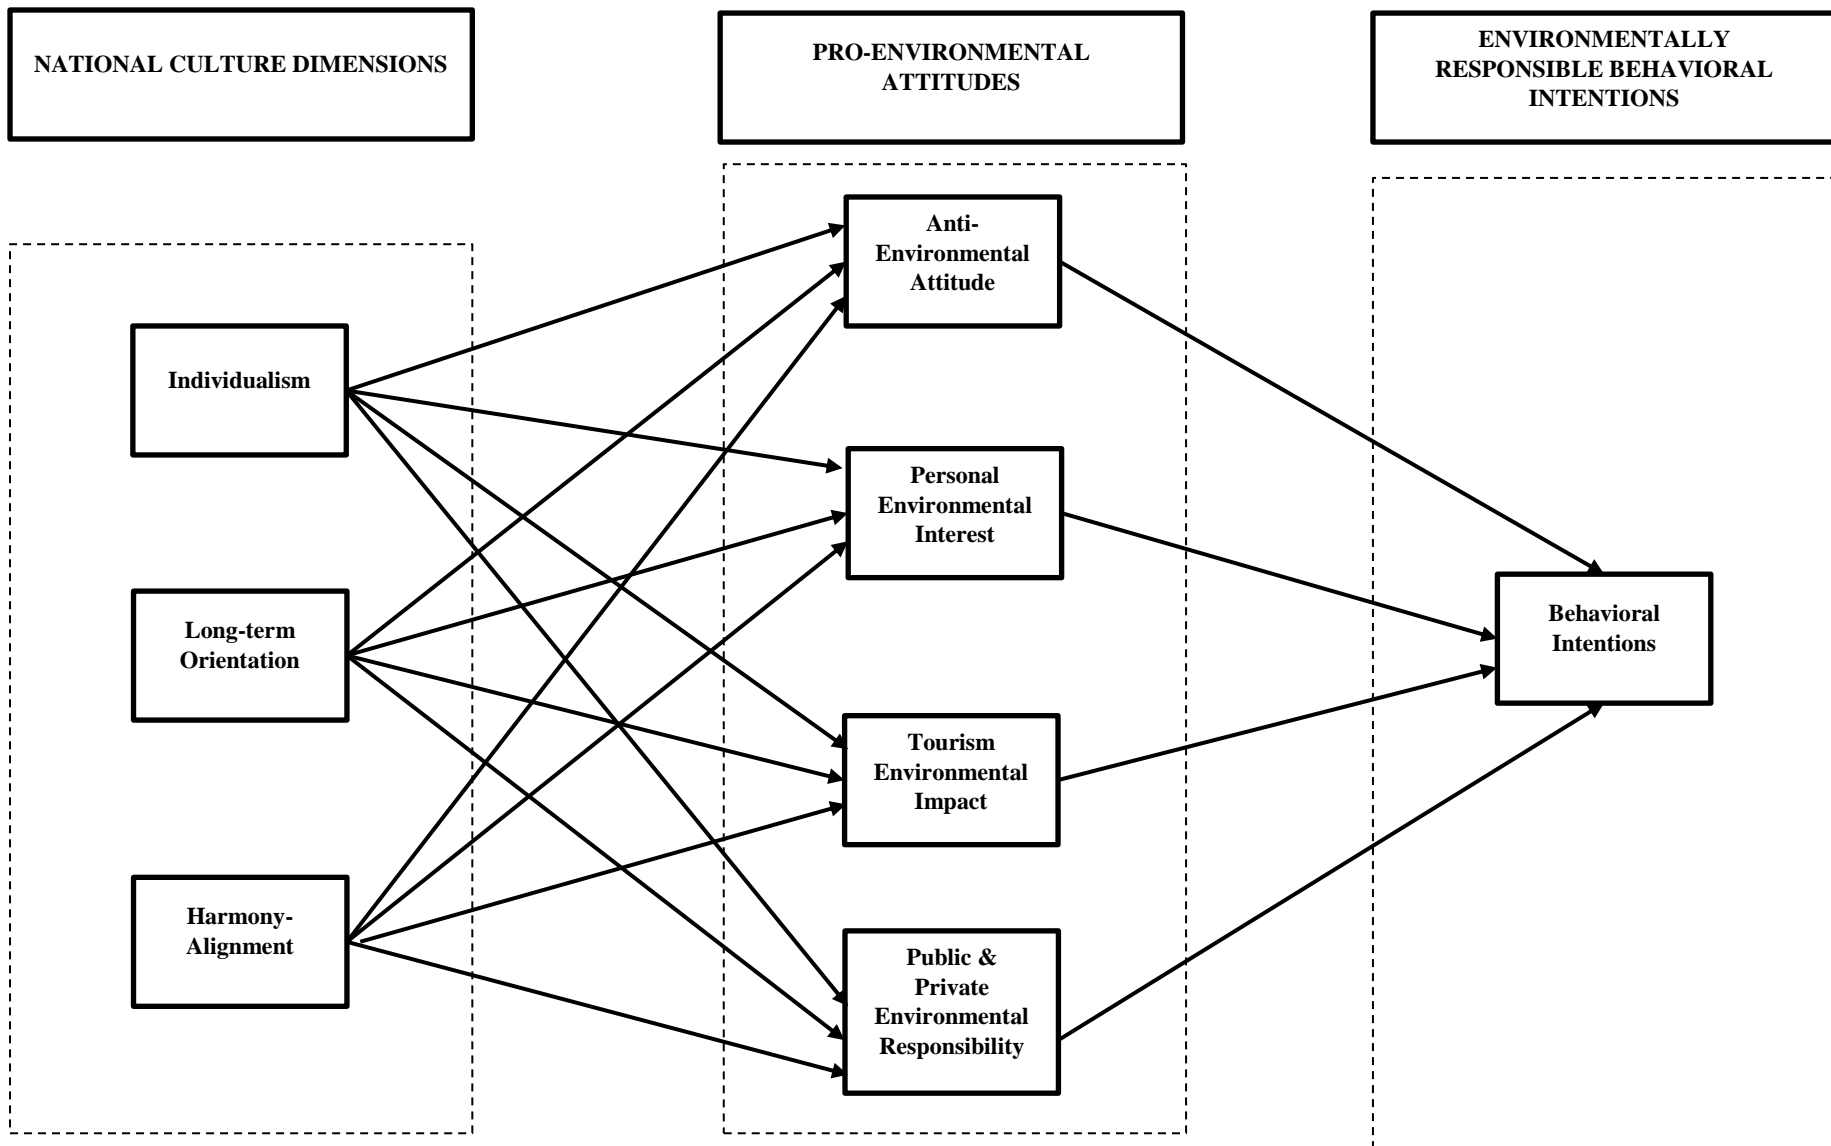 NATIONAL CULTURE DIMENSIONS
PRO-ENVIRONMENTAL
ATTITUDES
ENVIRONMENTALLY
RESPONSIBLE BEHAVIORAL
INTENTIONS
Individualism
Long-term
Orientation
Harmony-
Alignment
Anti-
Environmental
Attitude
Personal
Environmental
Interest
Tourism
Environmental
Impact
Public &
Private
Environmental
Responsibility
Behavioral
Intentions